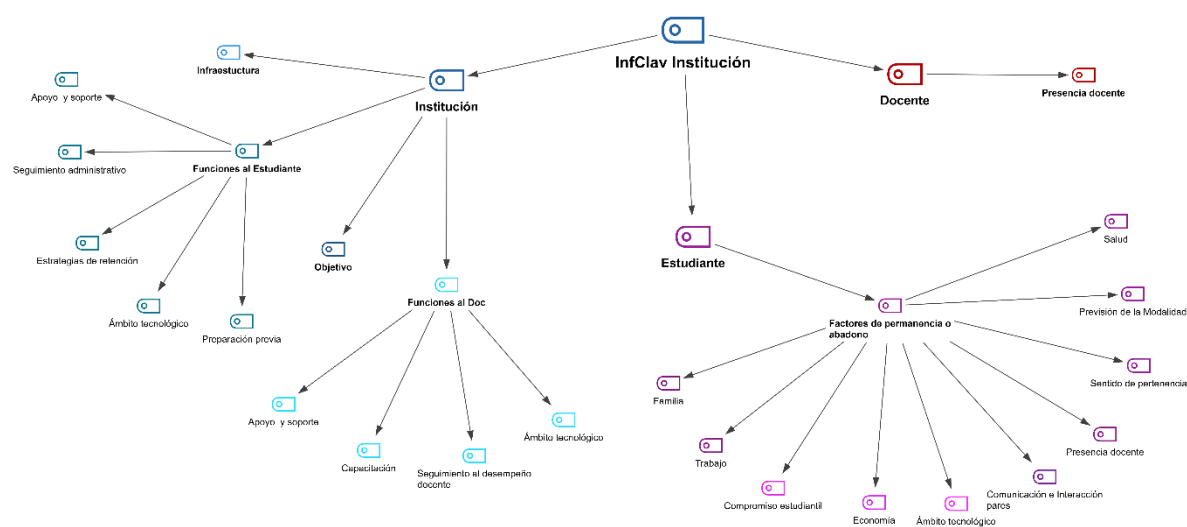 InfClav Institución
Infraestuctura
Institución
Docente
Presencia docente
Apoyo y soporte
Seguimiento administrativo
Funciones al Estudiante
Estrategias de retención
Ámbito tecnológico
Preparación previa
Objetivo
Funciones al Doc
Apoyo y soporte
Capacitación
Seguimiento al desempeño
docente
Ámbito tecnológico
Estudiante
Factores de permanencia o
abadono
Salud
Previsión de la Modalidad
Sentido de pertenencia
Presencia docente
Comunicación e Interacción
pares
Ámbito tecnológico
Economía
Compromiso estudiantil
Trabajo
Familia